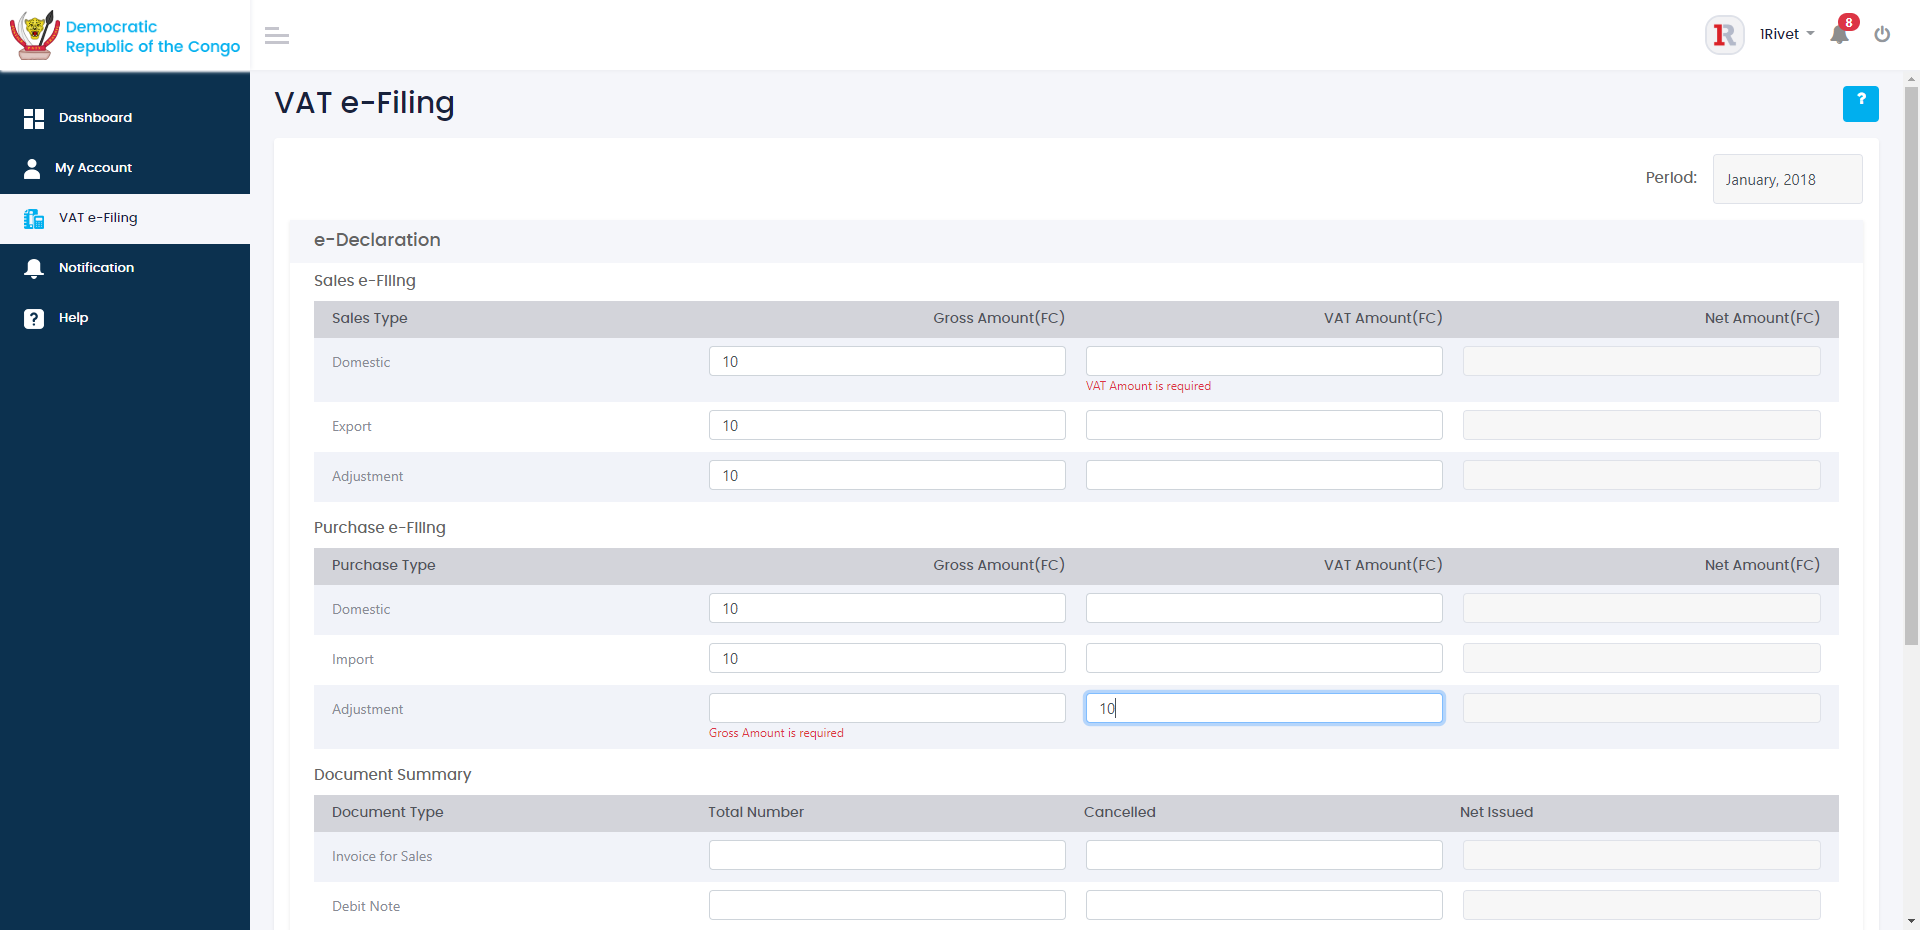 Democratic
Republic of the Congo
1Rivet
8
Dashboard
My Account
VAT e-Filing
Notification
Help
VAT e-Filing
?
Period:
January, 2018
e-Declaration
Sales e-Filing
Sales Type
Gross Amount(FC)
VAT Amount(FC)
Net Amount(FC)
Domestic
10
VAT Amount is required
Export
10
Adjustment
10
Purchase e-Filing
Purchase Type
Gross Amount(FC)
VAT Amount(FC)
Net Amount(FC)
Domestic
10
Import
10
Adjustment
10
Gross Amount is required
Document Summary
Document Type
Total Number
Cancelled
Net Issued
Invoice for Sales
Debit Note